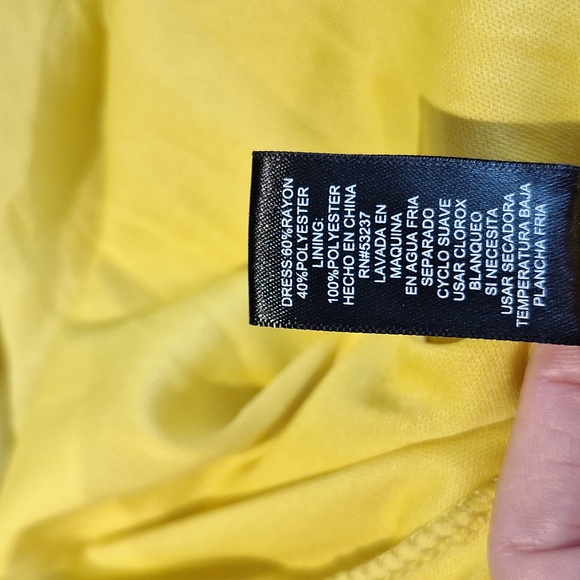 DRESS:60%RAYON
40%POLYESTER
LINING:
100%POLYESTER
HECHO EN CHINA
RN#53237
LAVADA EN
MAQUINA
EN AGUA FRIA
SEPARADO
CYCLO SUAVE
USAR CLOROX
BLANQUEO
SI NECESITA
USAR SECADORA
TEMPERATURA BAJA
PLANCHA FRIA